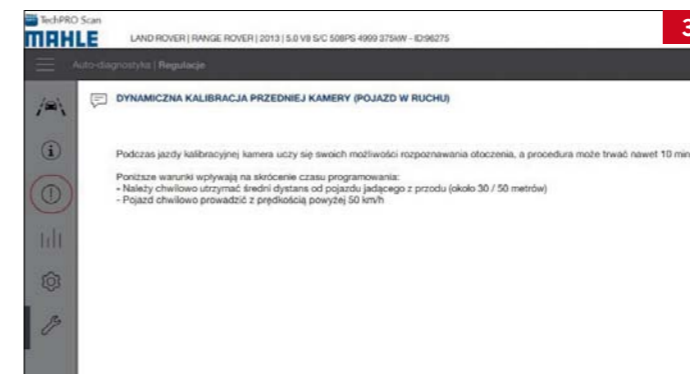 TechPRO Scan
3
MAHLE
LAND ROVER | RANGE ROVER | 2013 | 5.0 V8 S/C 508PS 4999 375kW - ID:96275
Auto-diagnostyka | Regulacje
DYNAMICZNA KALIBRACJA PRZEDNIEJ KAMERY (POJAZD W RUCHU)
Podczas jazdy kalibracyjnej kamera uczy się swoich możliwości rozpoznawania otoczenia, a procedura może trwać nawet 10 min
Poniższe warunki wpływają na skrócenie czasu programowania:
- Należy chwilowo utrzymać średni dystans od pojazdu jadącego z przodu (około 30 / 50 metrów)
- Pojazd chwilowo prowadzić z prędkością powyżej 50 km/h